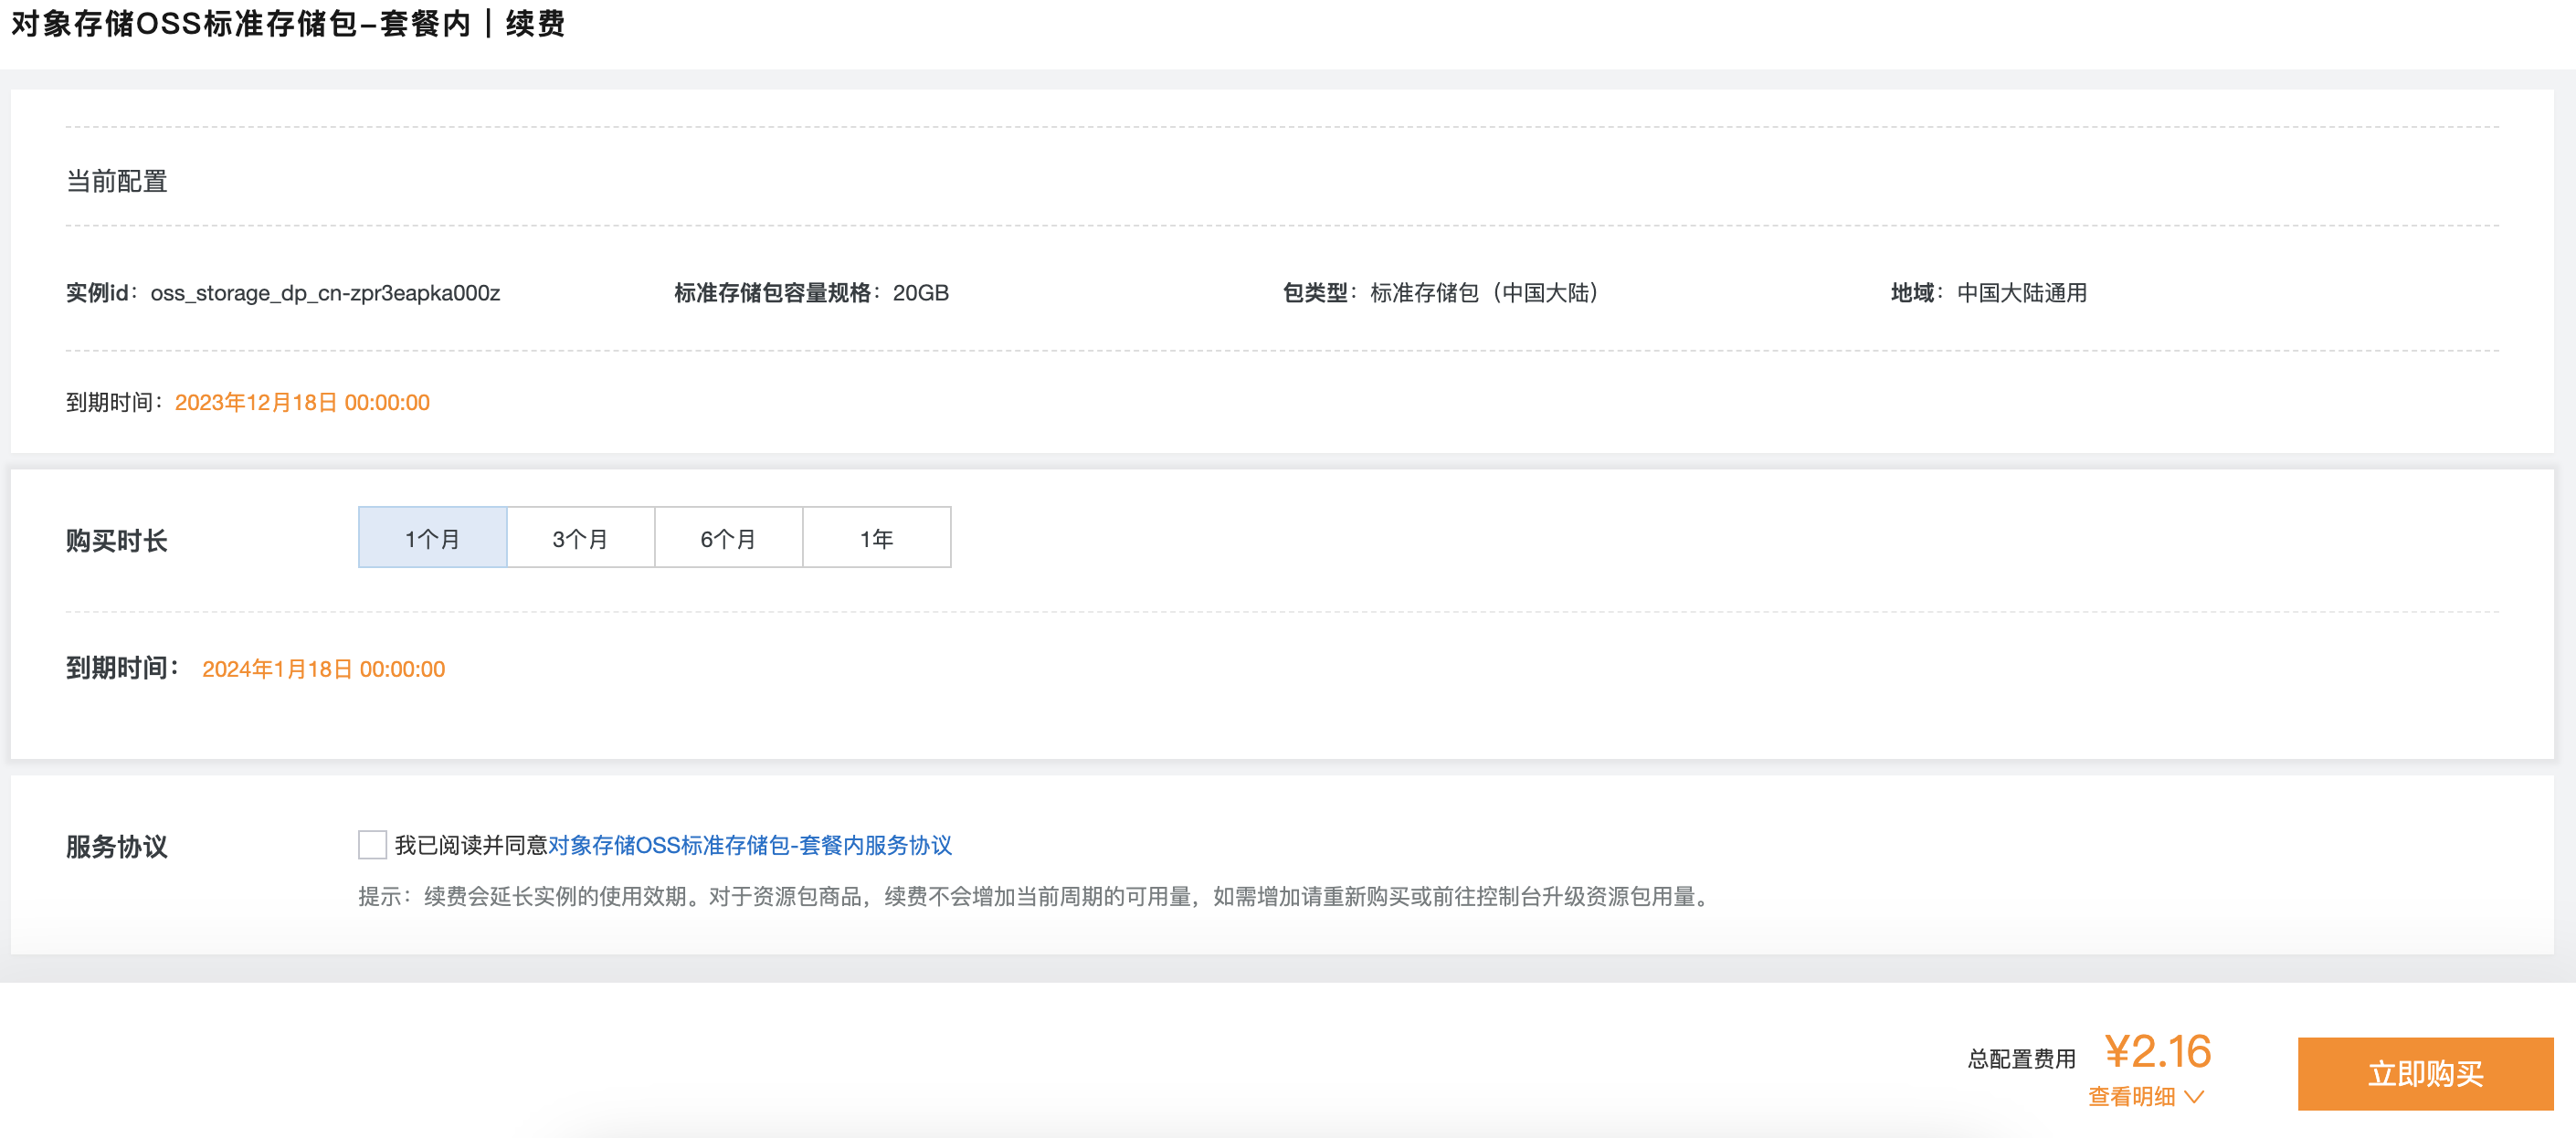 对象存储OSS标准存储包–套餐内 | 续费
当前配置
实例id：oss_storage_dp_cn-zpr3eapka000z 标准存储包容量规格：20GB 包类型：标准存储包（中国大陆） 地域：中国大陆通用
到期时间：2023年12月18日 00:00:00
购买时长 1个月 3个月 6个月 1年
到期时间： 2024年1月18日 00:00:00
服务协议 我已阅读并同意对象存储OSS标准存储包-套餐内服务协议
提示：续费会延长实例的使用效期。对于资源包商品，续费不会增加当前周期的可用量，如需增加请重新购买或前往控制台升级资源包用量。
总配置费用 ¥2.16
查看明细
立即购买